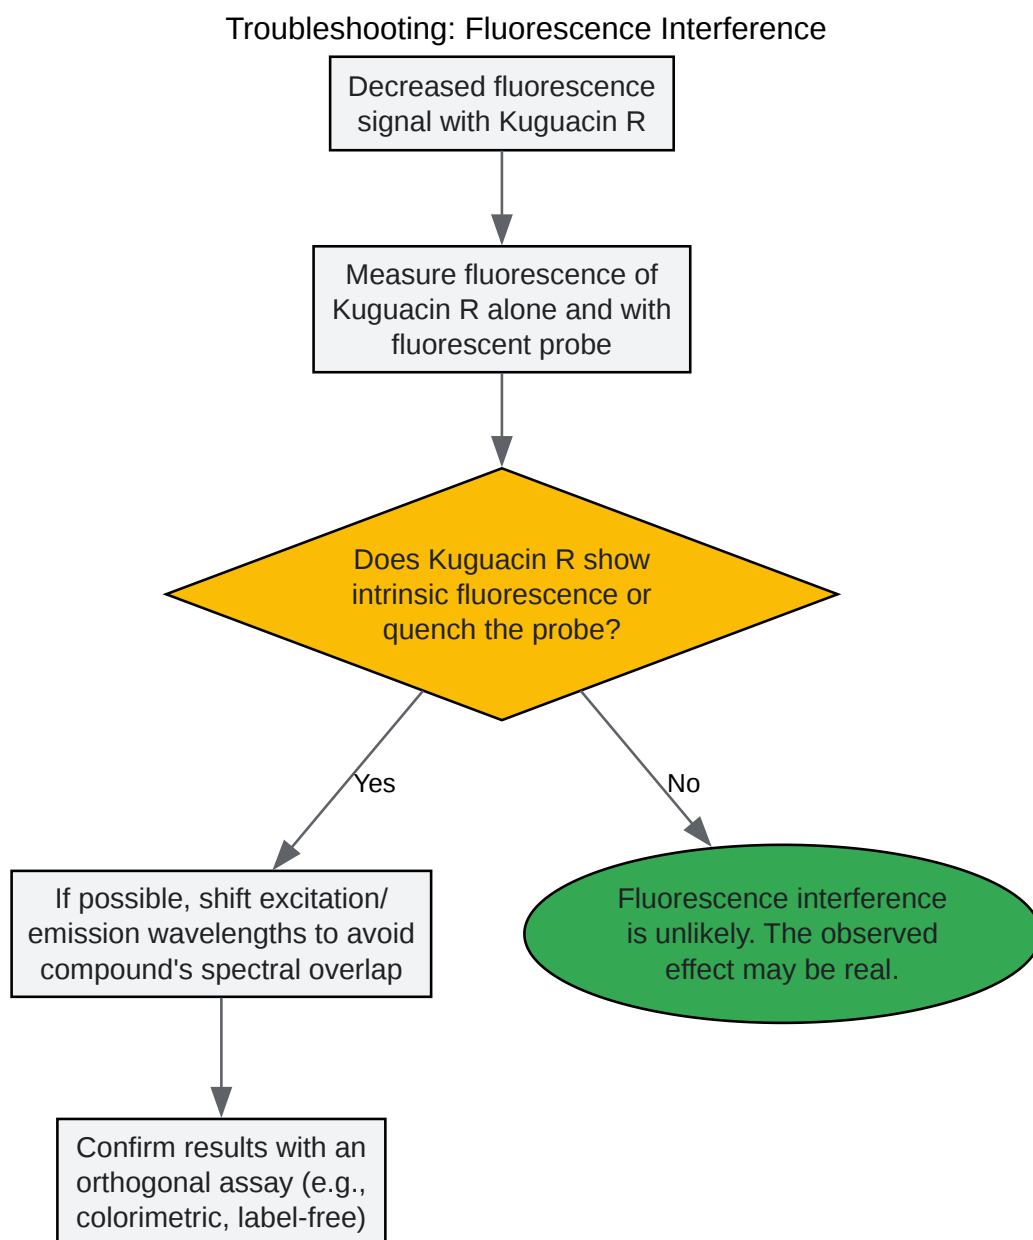 Troubleshooting: Fluorescence Interference
Decreased fluorescence
signal with Kuguacin R
Measure fluorescence of
Kuguacin R alone and with
fluorescent probe
Does Kuguacin R show
intrinsic fluorescence or
quench the probe?
Yes
No
If possible, shift excitation/
emission wavelengths to avoid
compound's spectral overlap
Fluorescence interference
is unlikely. The observed
effect may be real.
Confirm results with an
orthogonal assay (e.g.,
colorimetric, label-free)